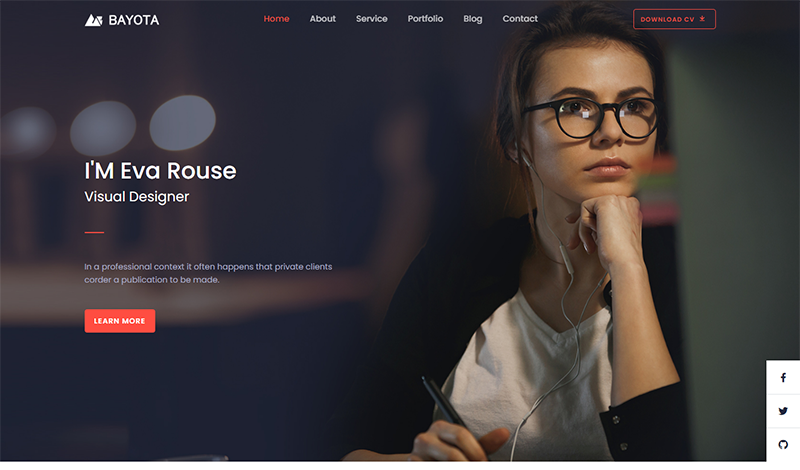 BAYOTA
Home About Service Portfolio Blog Contact
DOWNLOAD CV
I'M Eva Rouse
Visual Designer
In a professional context it often happens that private clients
corder a publication to be made.
LEARN MORE